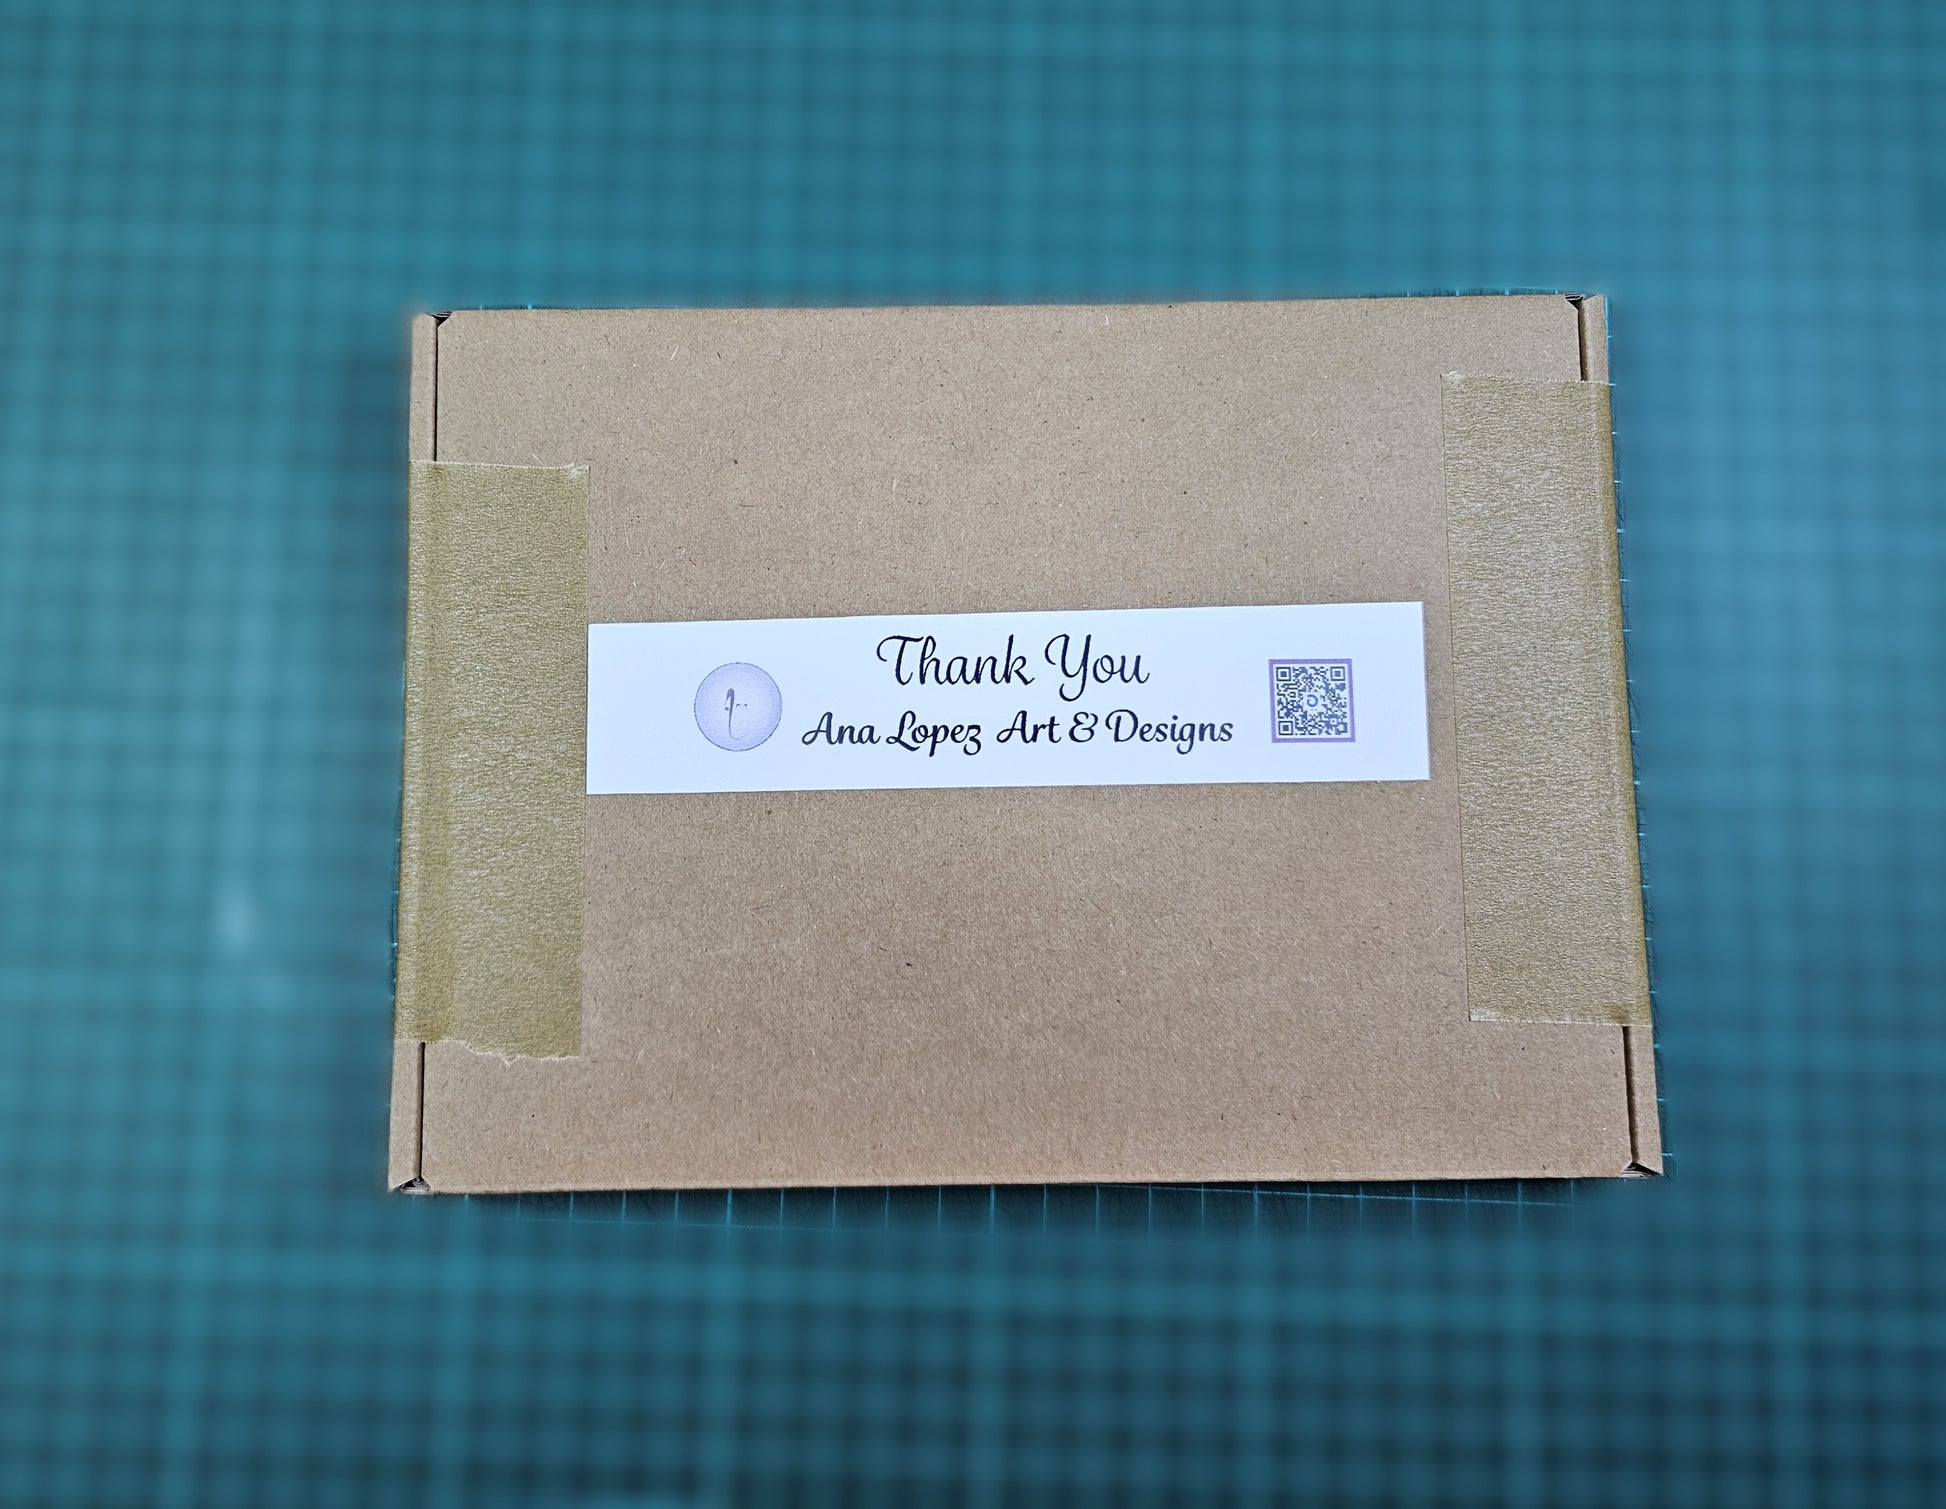 Thank You
Ana Lopez Art & Designs